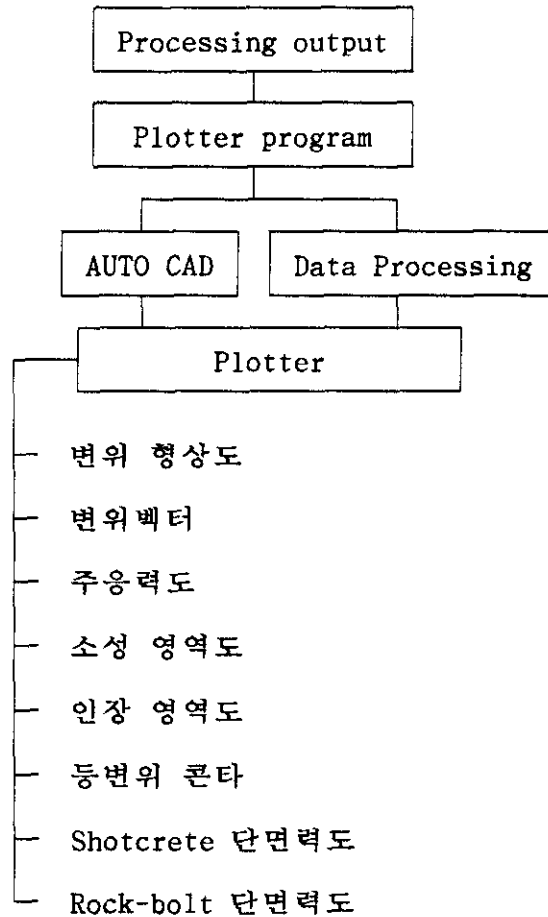 Processing output
Plotter program
AUTO CAD
Data Processing
Plotter
변위 형상도
변위벡터
주응력도
소성 영역도
인장 영역도
등변위 콘타
Shotcrete 단면력도
Rock-bolt 단면력도